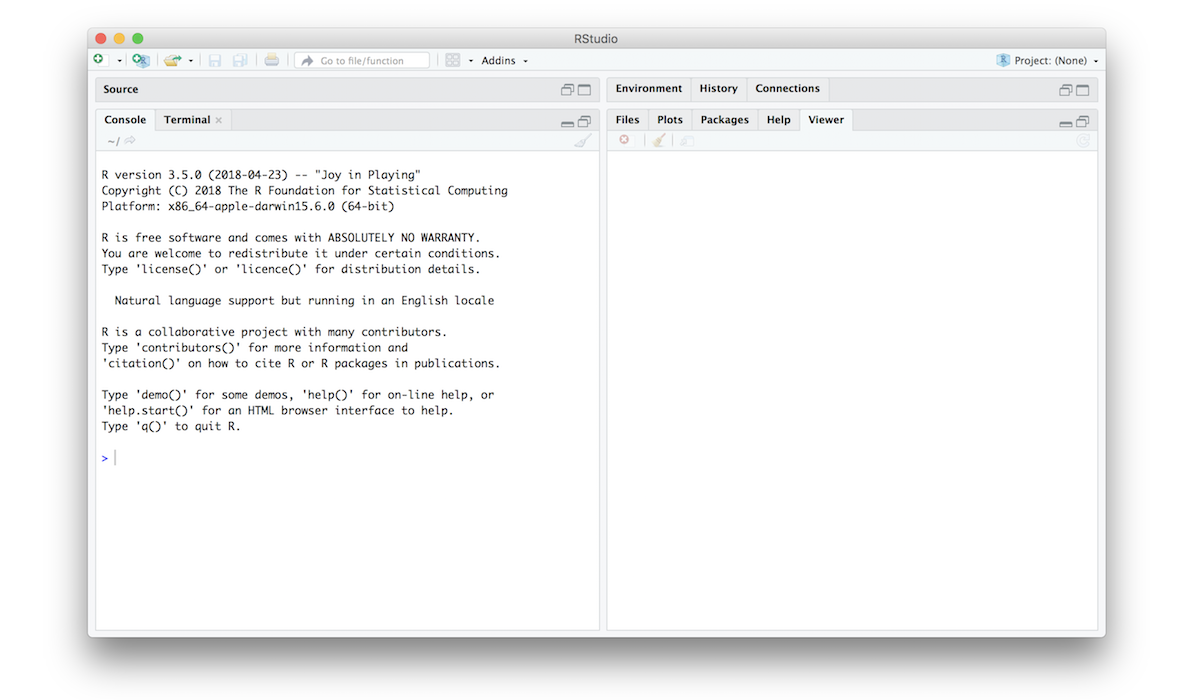 RStudio
Go to file/function
Addins
Project: (None)
Source
Environment History Connections
Console Terminal
Files Plots Packages Help Viewer
~/
R version 3.5.0 (2018-04-23) -- "Joy in Playing"
Copyright (C) 2018 The R Foundation for Statistical Computing
Platform: x86_64-apple-darwin15.6.0 (64-bit)
R is free software and comes with ABSOLUTELY NO WARRANTY.
You are welcome to redistribute it under certain conditions.
Type 'license()' or 'licence()' for distribution details.
Natural language support but running in an English locale
R is a collaborative project with many contributors.
Type 'contributors()' for more information and
'citation()' on how to cite R or R packages in publications.
Type 'demo()' for some demos, 'help()' for on-line help, or
'help.start()' for an HTML browser interface to help.
Type 'q()' to quit R.
>